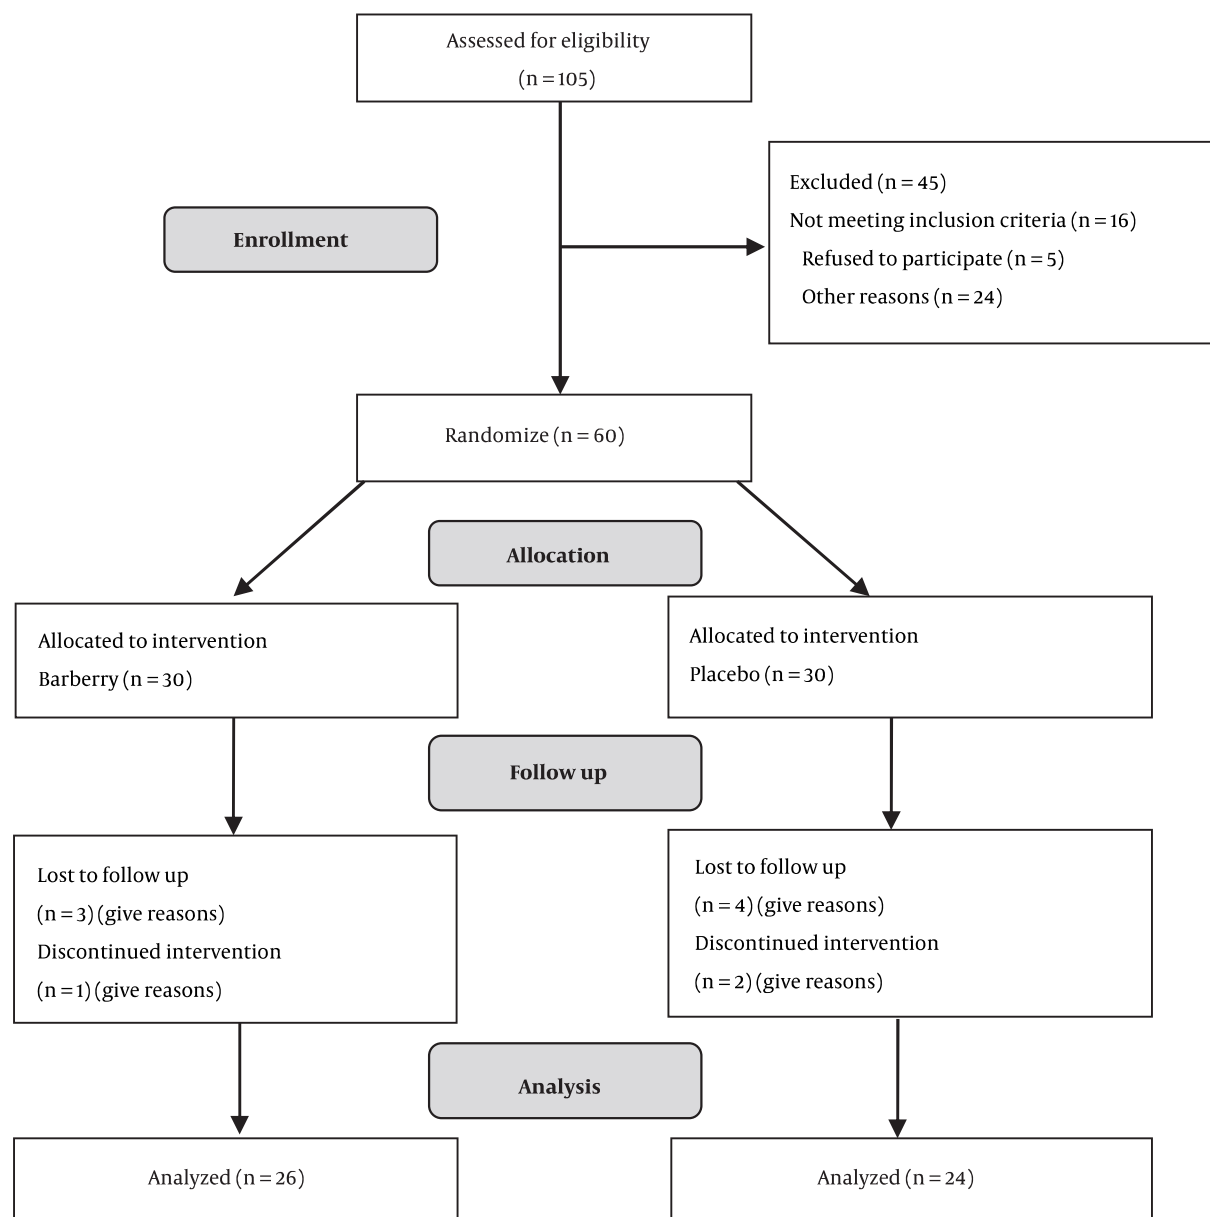 Assessed for eligibility
(n = 105)
Excluded (n = 45)
Not meeting inclusion criteria (n = 16)
Refused to participate (n = 5)
Other reasons (n = 24)
Enrollment
Randomize (n = 60)
Allocation
Allocated to intervention
Barberry (n = 30)
Allocated to intervention
Placebo (n = 30)
Follow up
Lost to follow up
(n = 3) (give reasons)
Discontinued intervention
(n = 1) (give reasons)
Lost to follow up
(n = 4) (give reasons)
Discontinued intervention
(n = 2) (give reasons)
Analysis
Analyzed (n = 26)
Analyzed (n = 24)